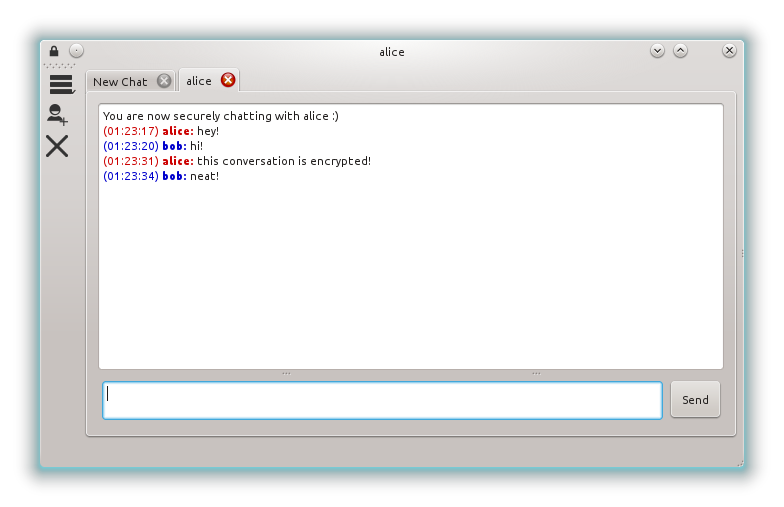 alice
New Chat
alice
You are now securely chatting with alice :)
(01:23:17) alice: hey!
(01:23:20) bob: hi!
(01:23:31) alice: this conversation is encrypted!
(01:23:34) bob: neat!
Send